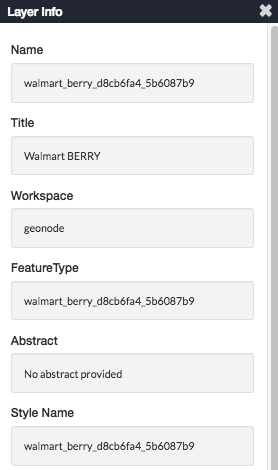 Layer Info
Name
walmart_berry_d8cb6fa4_5b6087b9
Title
Walmart BERRY
Workspace
geonode
FeatureType
walmart_berry_d8cb6fa4_5b6087b9
Abstract
No abstract provided
Style Name
walmart_berry_d8cb6fa4_5b6087b9